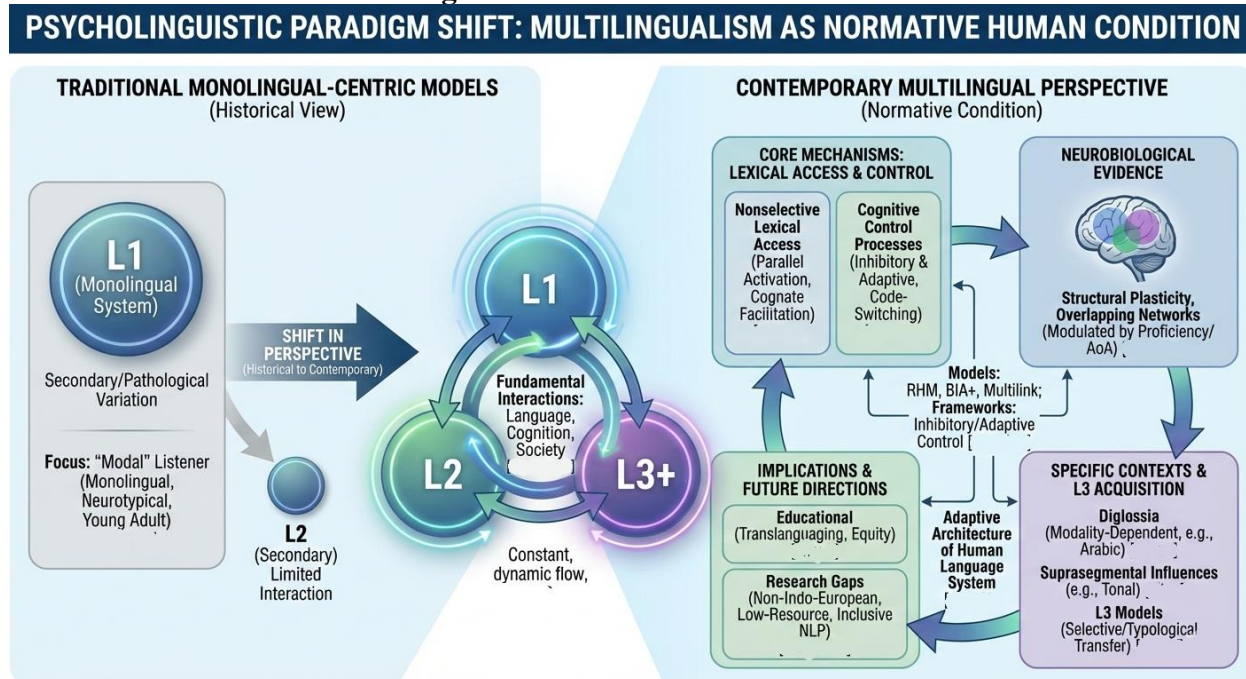 PSYCHOLINGUISTIC PARADIGM SHIFT: MULTILINGUALISM AS NORMATIVE HUMAN CONDITION
TRADITIONAL MONOLINGUAL-CENTRIC MODELS
(Historical View)
L1
(Monolingual
System)
Secondary/Pathological
Variation
Focus: “Modal” Listener
(Monolingual,
Neurotypical,
Young Adult)
L2
(Secondary)
Limited
Interaction
SHIFT IN
PERSPECTIVE
(Historical to Contemporary)
L1
L2
L3+
Fundamental
Interactions:
Language,
Cognition,
Society
Constant,
dynamic flow,
CONTEMPORARY MULTILINGUAL PERSPECTIVE
(Normative Condition)
CORE MECHANISMS:
LEXICAL ACCESS & CONTROL
Nonselective
Lexical
Access
(Parallel
Activation,
Cognate
Facilitation)
Cognitive
Control
Processes
(Inhibitory &
Adaptive,
Code-
Switching)
NEUROBIOLOGICAL
EVIDENCE
Structural Plasticity,
Overlapping Networks
(Modulated by Proficiency/
AoA)
Models:
RHM, BIA+, Multilink;
Frameworks:
Inhibitory/Adaptive
Control [
Adaptive
Architecture
of Human
Language
System
SPECIFIC CONTEXTS &
L3 ACQUISITION
Diglossia
(Modality-Dependent, e.g.,
Arabic)
Suprasegmental Influences
(e.g., Tonal)
L3 Models
(Selective/Typological
Transfer)
IMPLICATIONS &
FUTURE DIRECTIONS
Educational
(Translanguaging, Equity)
Research Gaps
(Non-Indo-European,
Low-Resource, Inclusive
NLP)